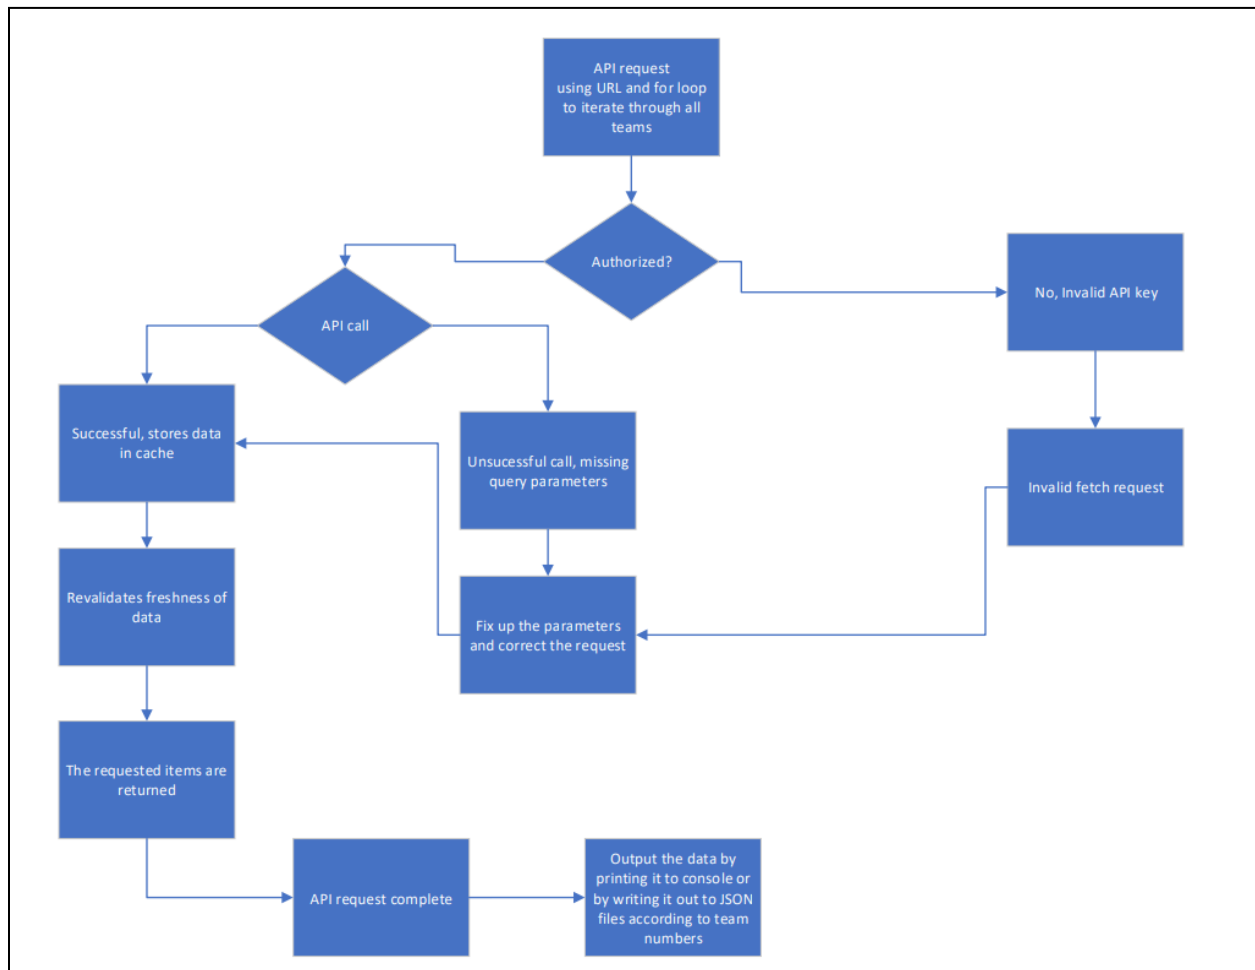 API request
using URL and for loop
to iterate through all
teams
Authorized?
No, Invalid API key
API call
Successful, stores data
in cache
Unsucessful call, missing
query parameters
Invalid fetch request
Revalidates freshness of
data
Fix up the parameters
and correct the request
The requested items are
returned
API request complete
Output the data by
printing it to console or
by writing it out to JSON
files according to team
numbers